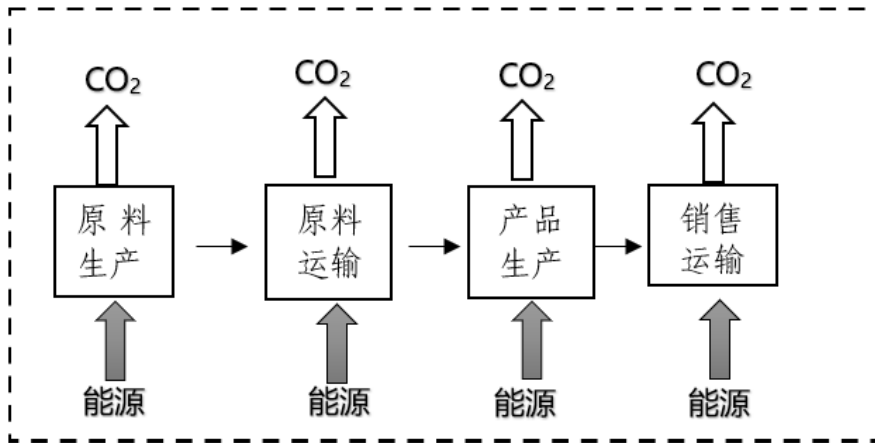 CO₂ CO₂ CO₂ CO₂
原料 原料 产品 销售
生产 运输 生产 运输
能源 能源 能源 能源